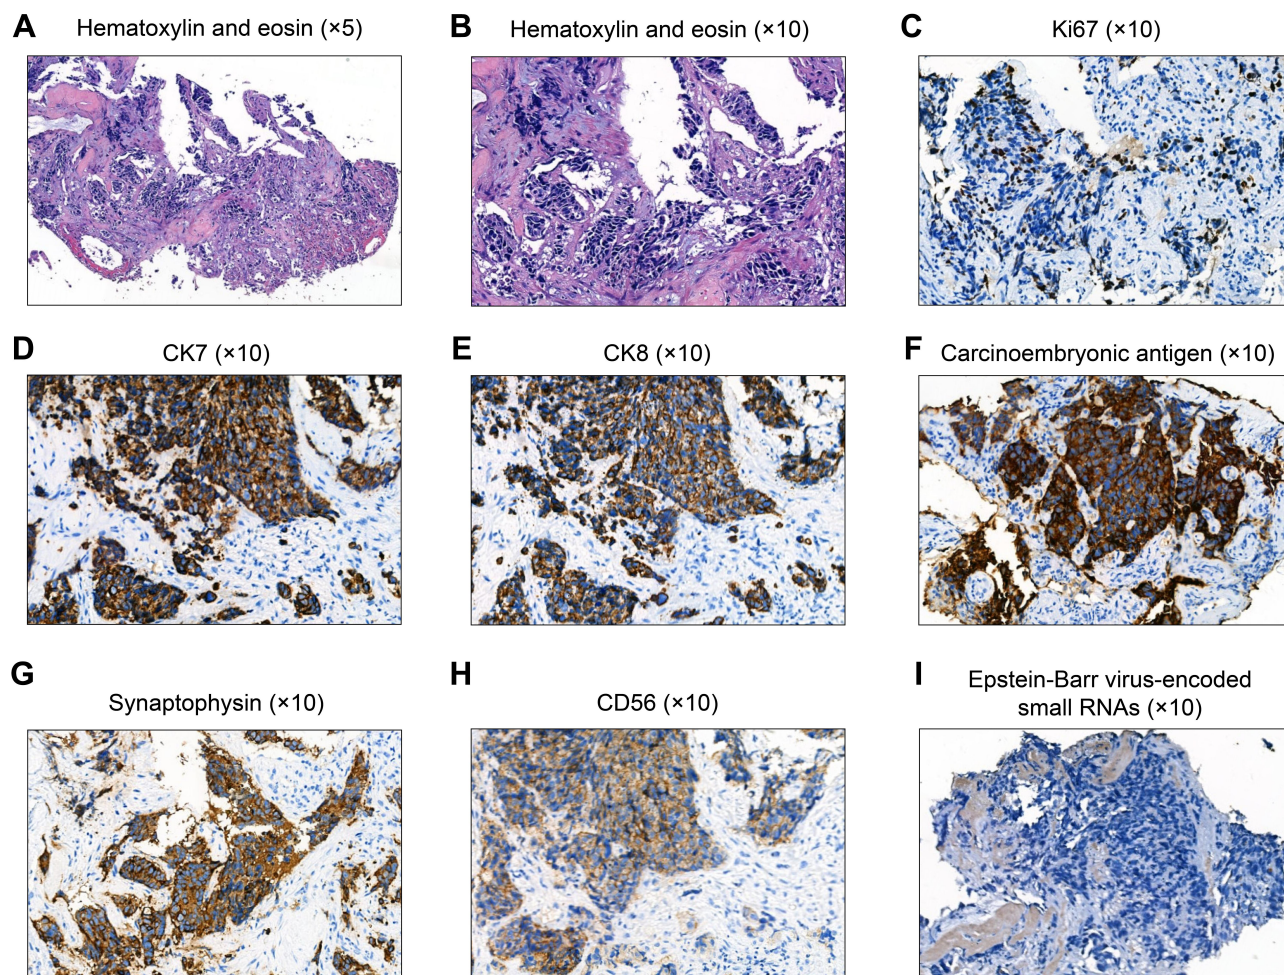 A Hematoxylin and eosin (×5)
B Hematoxylin and eosin (×10)
C Ki67 (×10)
D CK7 (×10)
E CK8 (×10)
F Carcinoembryonic antigen (×10)
G Synaptophysin (×10)
H CD56 (×10)
I Epstein-Barr virus-encoded
small RNAs (×10)